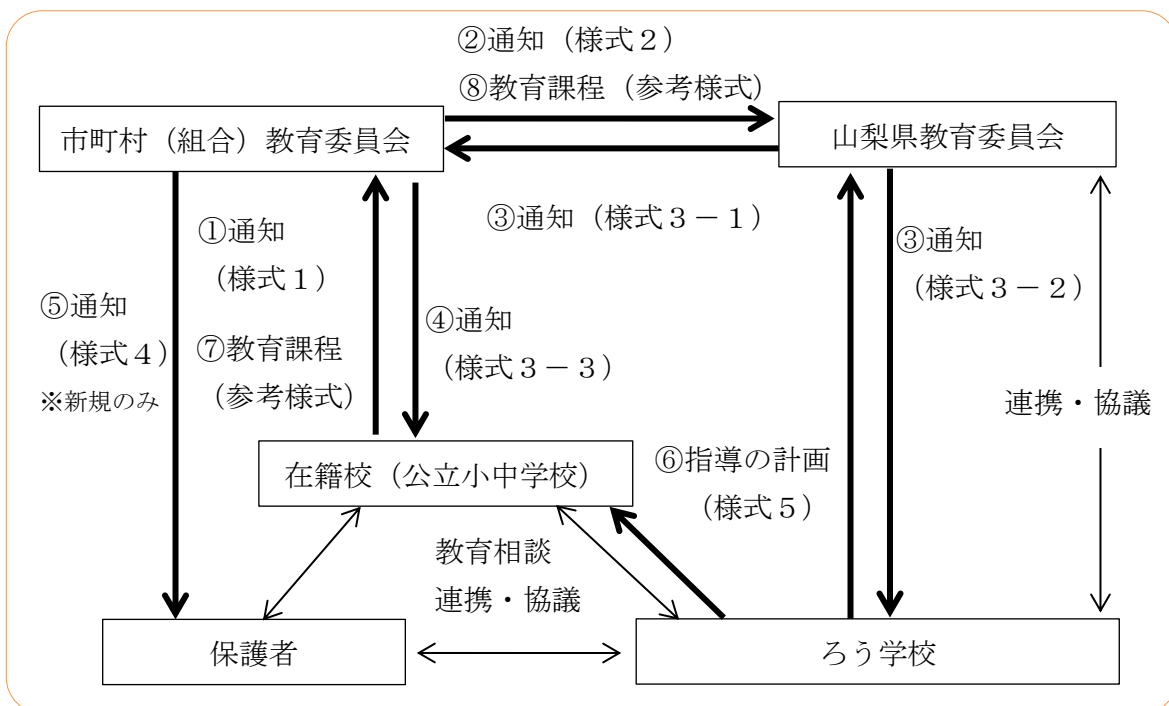 ②通知（様式２）
⑧教育課程（参考様式）
市町村（組合）教育委員会
山梨県教育委員会
③通知（様式３－１）
①通知
（様式１）
③通知
（様式３－２）
⑤通知
（様式４）
※新規のみ
④通知
（様式３－３）
⑦教育課程
（参考様式）
連携・協議
在籍校（公立小中学校）
⑥指導の計画
（様式５）
教育相談
連携・協議
保護者
ろう学校